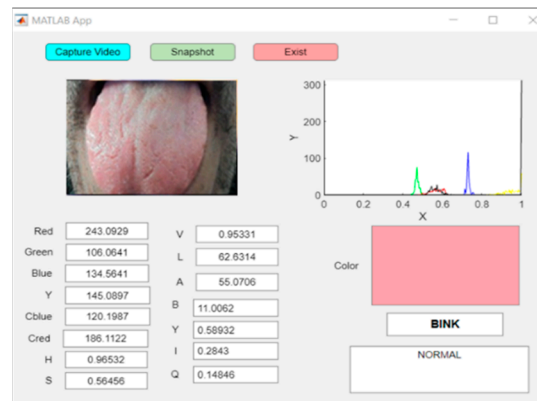 MATLAB App
Capture Video Snapshot Exist
300
200
100
0
Y
0 0.2 0.4 0.6 0.8 1
X
Red 243.0929
Green 106.0641
Blue 134.5641
Y 145.0897
Cblue 120.1987
Cred 186.1122
H 0.96532
S 0.56456
V 0.95331
L 62.6314
A 55.0706
B 11.0062
Y 0.58932
I 0.2843
Q 0.14846
Color
BINK
NORMAL